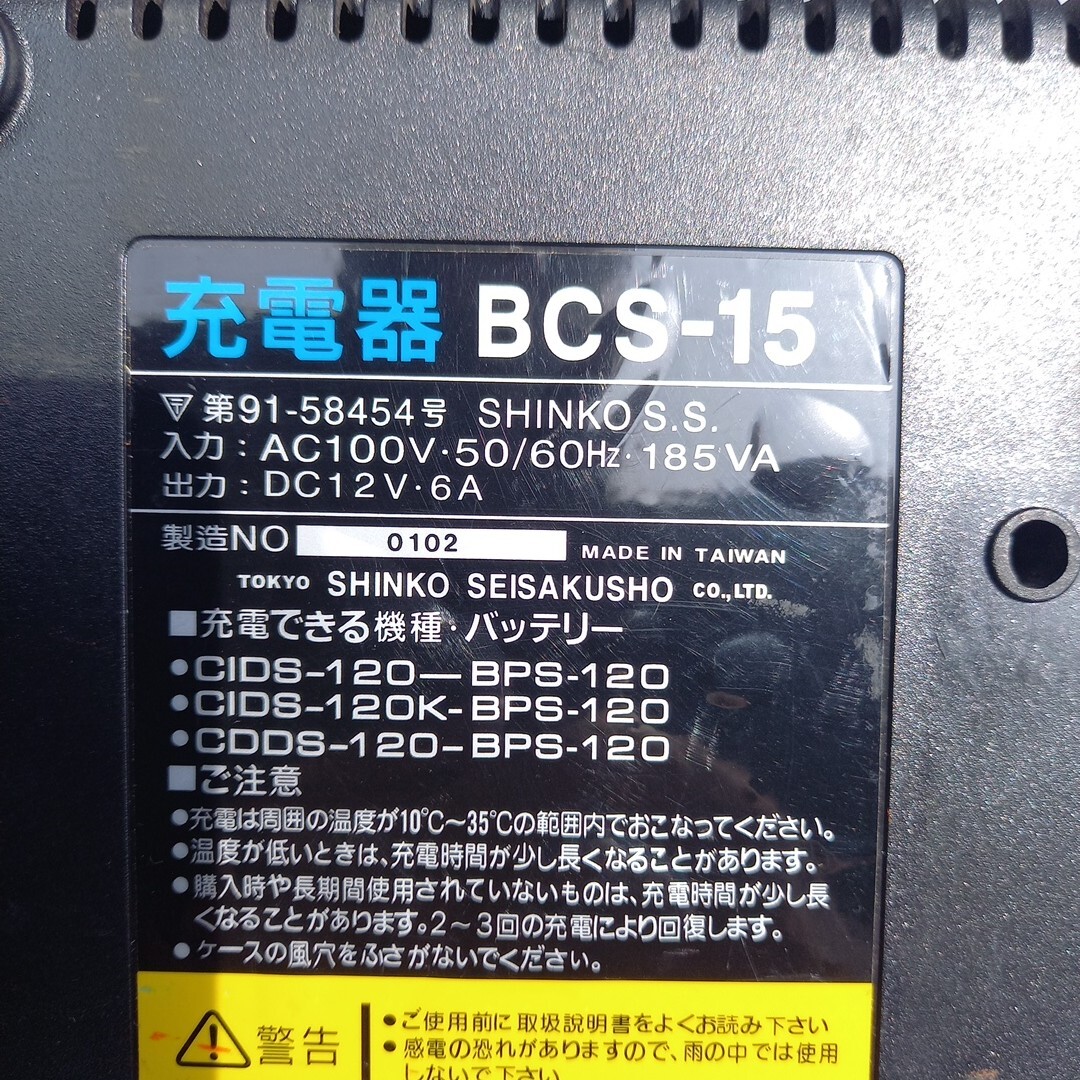 充電器 BCS-15
第91-58454号 SHINKO S.S.
入力：AC100V・50/60Hz・185VA
出力：DC12V・6A
製造NO 0102 MADE IN TAIWAN
TOKYO SHINKO SEISAKUSHO CO.,LTD.
■充電できる機種・バッテリー
●CIDS-120—BPS-120
●CIDS-120K-BPS-120
●CDDS-120-BPS-120
■ご注意
●充電は周囲の温度が10℃～35℃の範囲内でおこなってください。
●温度が低いときは、充電時間が少し長くなることがあります。
●購入時や長期間使用されていないものは、充電時間が少し長
くなることがあります。2～3回の充電により回復します。
●ケースの風穴をふさがないでください。
警告
●ご使用前に取扱説明書をよくお読み下さい
●感電の恐れがありますので、雨の中では使用
しないで下さい